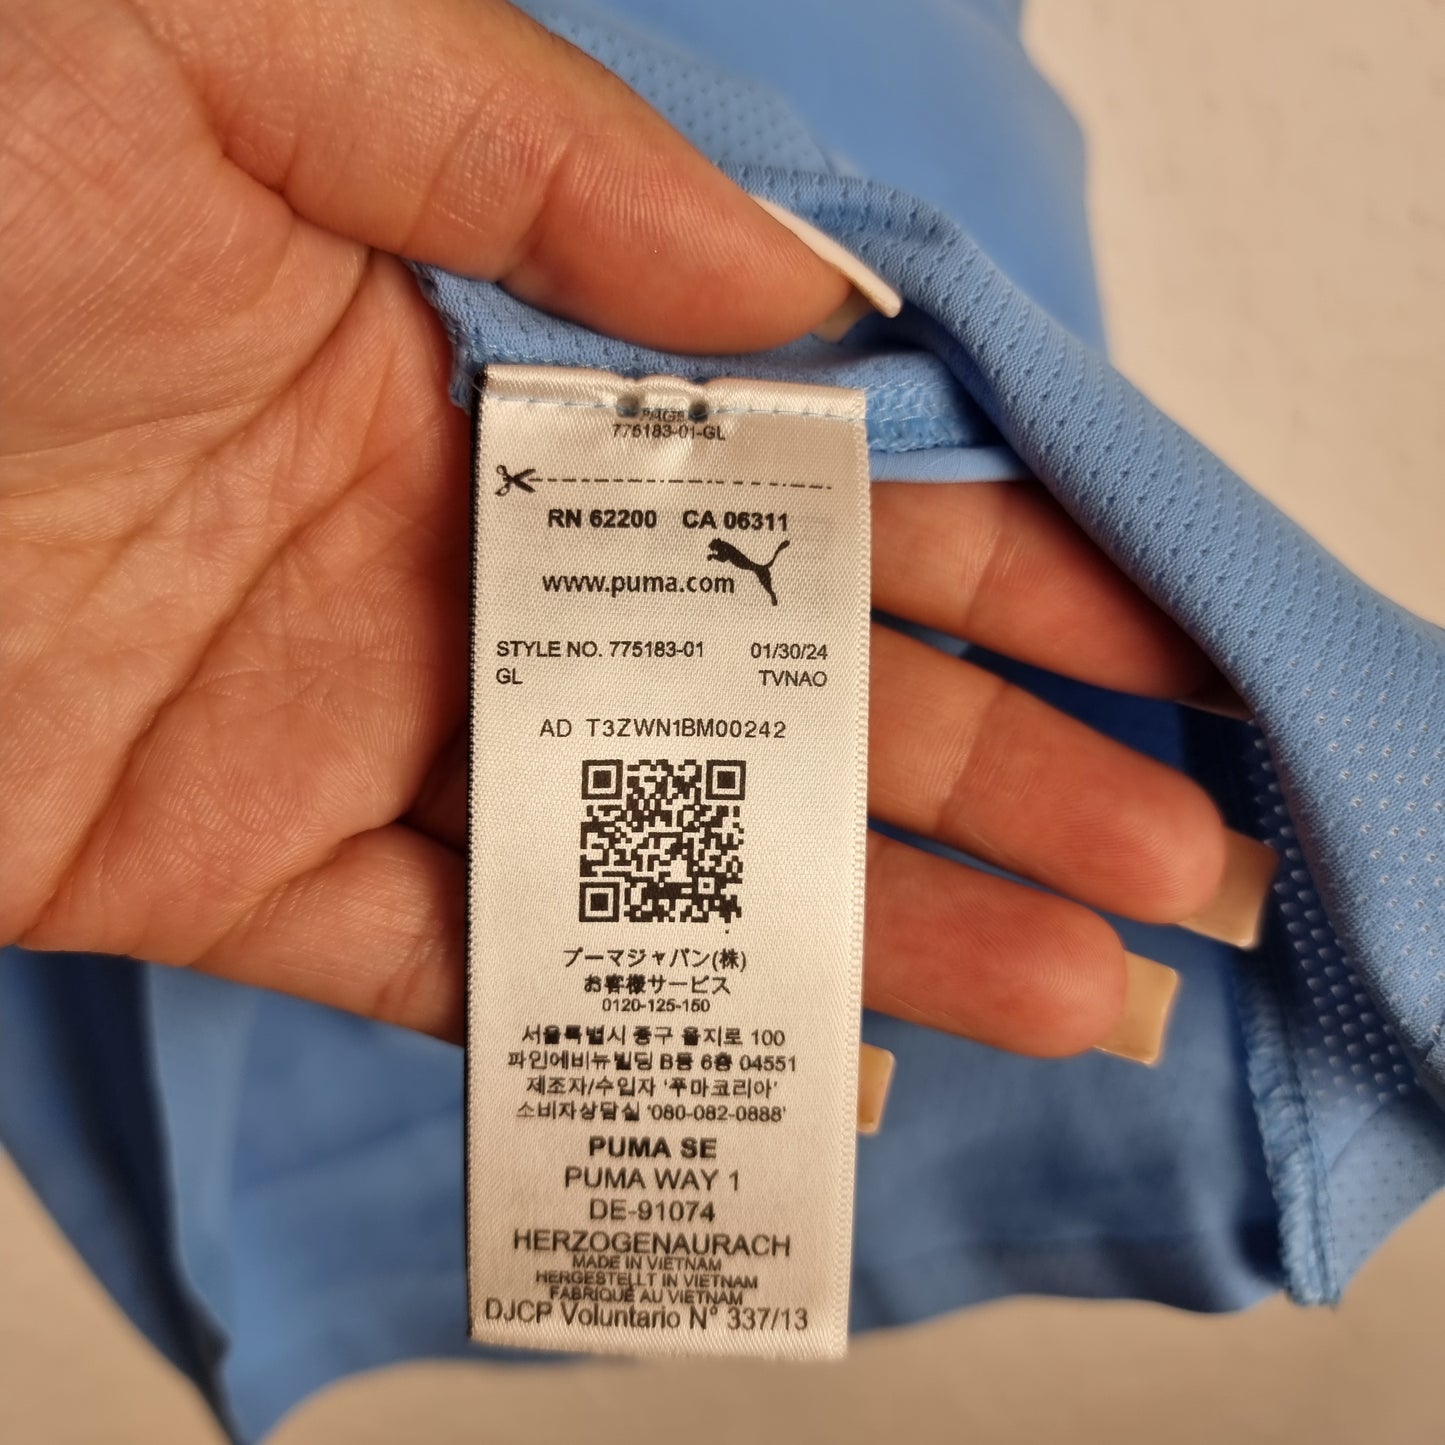 775183-01-GL
RN 62200 CA 06311
www.puma.com
STYLE NO. 775183-01 01/30/24
GL TVNAO
AD T3ZWN1BM00242
プーマジャパン(株)
お客様サービス
0120-125-150
서울특별시 중구 을지로 100
파인에비뉴빌딩 B동 6층 04551
제조자/수입자 '푸마코리아'
소비자상담실 '080-082-0888'
PUMA SE
PUMA WAY 1
DE-91074
HERZOGENAURACH
MADE IN VIETNAM
HERGESTELLT IN VIETNAM
FABRIQUÉ AU VIETNAM
DJCP Voluntario N° 337/13